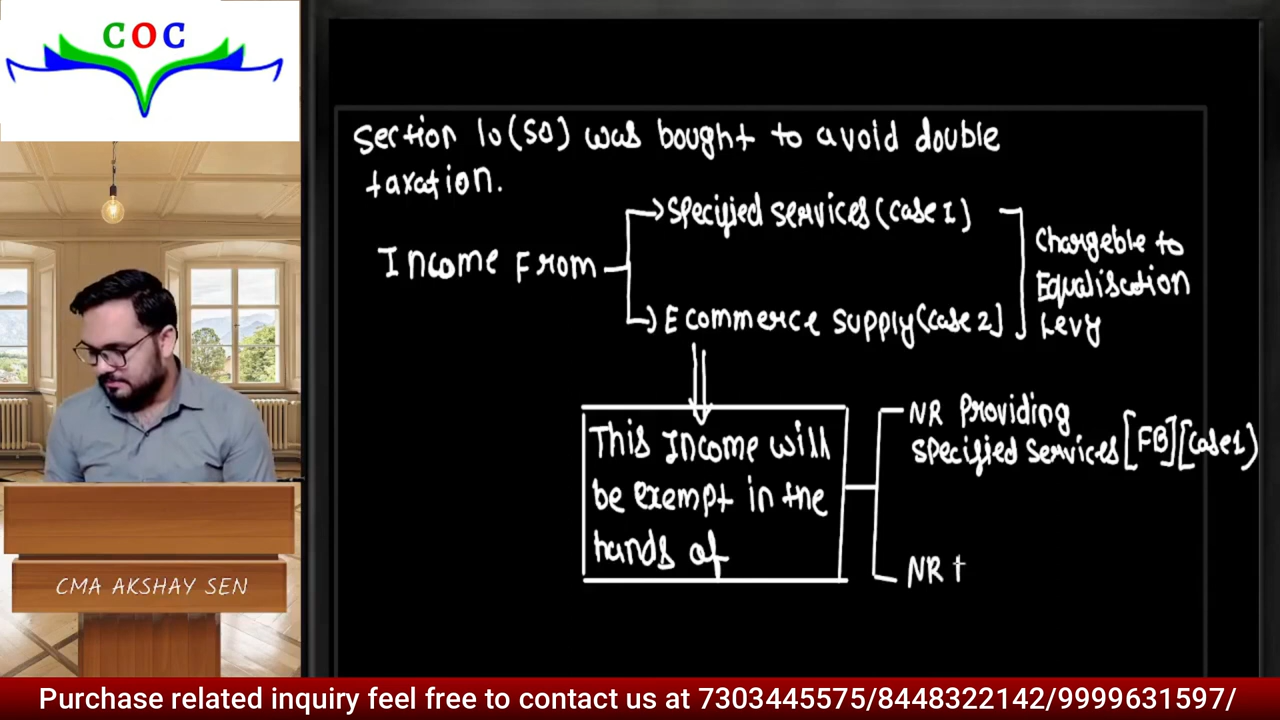 COC
Section 10(50) was bought to avoid double
taxation.
Specified services (Case 1)
Income From
Ecommerce supply (Case 2)
Chargeble to
Equalisation
Levy
This Income will
be exempt in the
hands of
NR Providing
specified services [FB] [Case 1)
NR t
CMA AKSHAY SEN
Purchase related inquiry feel free to contact us at 7303445575/8448322142/9999631597/